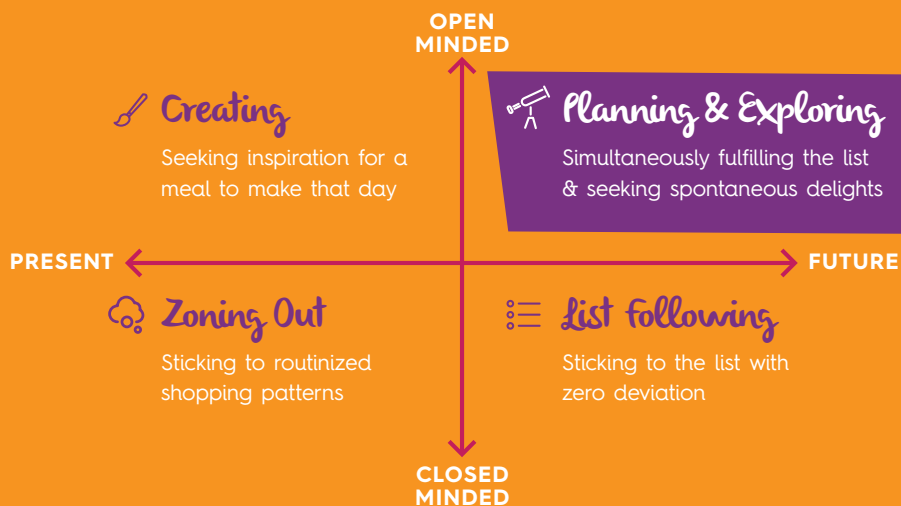 OPEN
MINDED
Creating
Seeking inspiration for a
meal to make that day
Planning & Exploring
Simultaneously fulfilling the list
& seeking spontaneous delights
PRESENT
FUTURE
Zoning Out
Sticking to routinized
shopping patterns
List Following
Sticking to the list with
zero deviation
CLOSED
MINDED